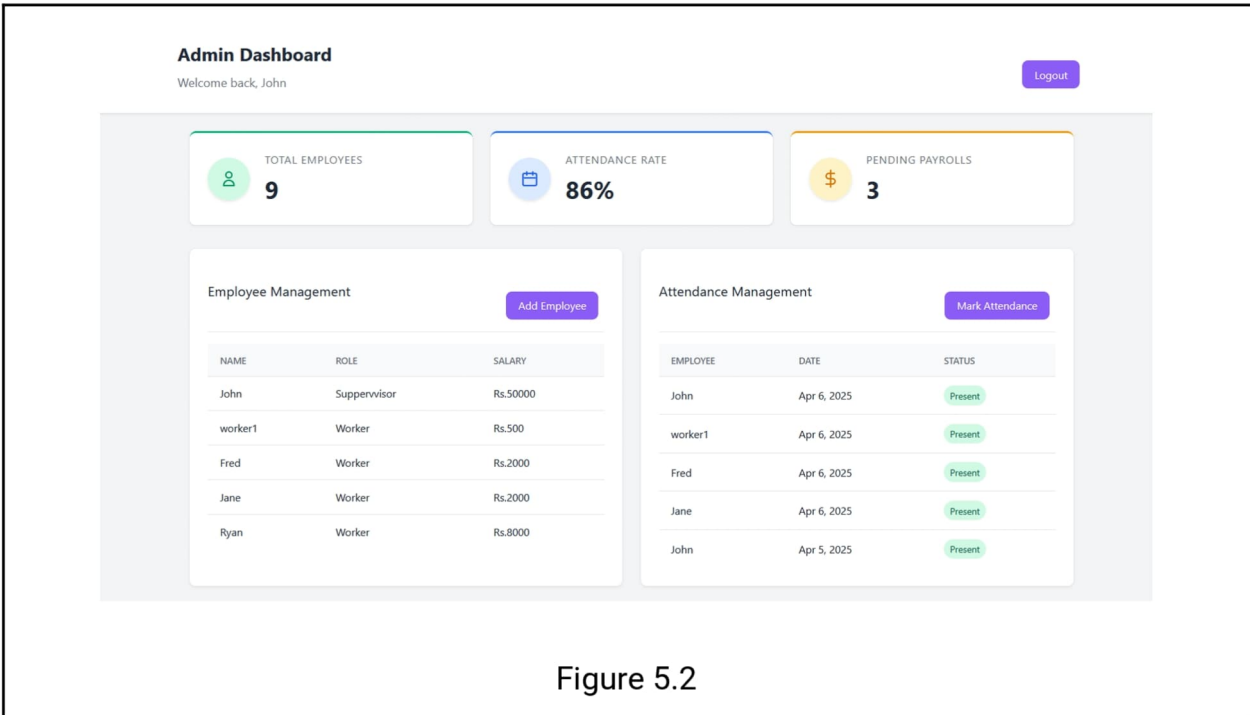 Admin Dashboard
Welcome back, John
Logout
TOTAL EMPLOYEES
9
ATTENDANCE RATE
86%
PENDING PAYROLLS
3
Employee Management
Add Employee
NAME ROLE SALARY
John Suppervvisor Rs.50000
worker1 Worker Rs.500
Fred Worker Rs.2000
Jane Worker Rs.2000
Ryan Worker Rs.8000
Attendance Management
Mark Attendance
EMPLOYEE DATE STATUS
John Apr 6, 2025 Present
worker1 Apr 6, 2025 Present
Fred Apr 6, 2025 Present
Jane Apr 6, 2025 Present
John Apr 5, 2025 Present
Figure 5.2